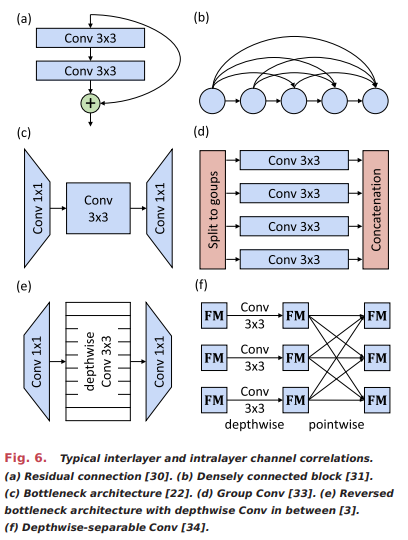 (a)
Conv 3x3
Conv 3x3
+
(b)
(c)
Conv 1x1
Conv
3x3
Conv 1x1
(d)
Split to goups
Conv 3x3
Conv 3x3
Conv 3x3
Conv 3x3
Concatenation
(e)
Conv 1x1
depthwise
Conv 3x3
Conv 1x1
(f)
FM Conv 3x3 FM FM
FM Conv 3x3 FM FM
FM Conv 3x3 FM FM
depthwise pointwise
Fig. 6. Typical interlayer and intralayer channel correlations.
(a) Residual connection [30]. (b) Densely connected block [31].
(c) Bottleneck architecture [22]. (d) Group Conv [33]. (e) Reversed
bottleneck architecture with depthwise Conv in between [3].
(f) Depthwise-separable Conv [34].